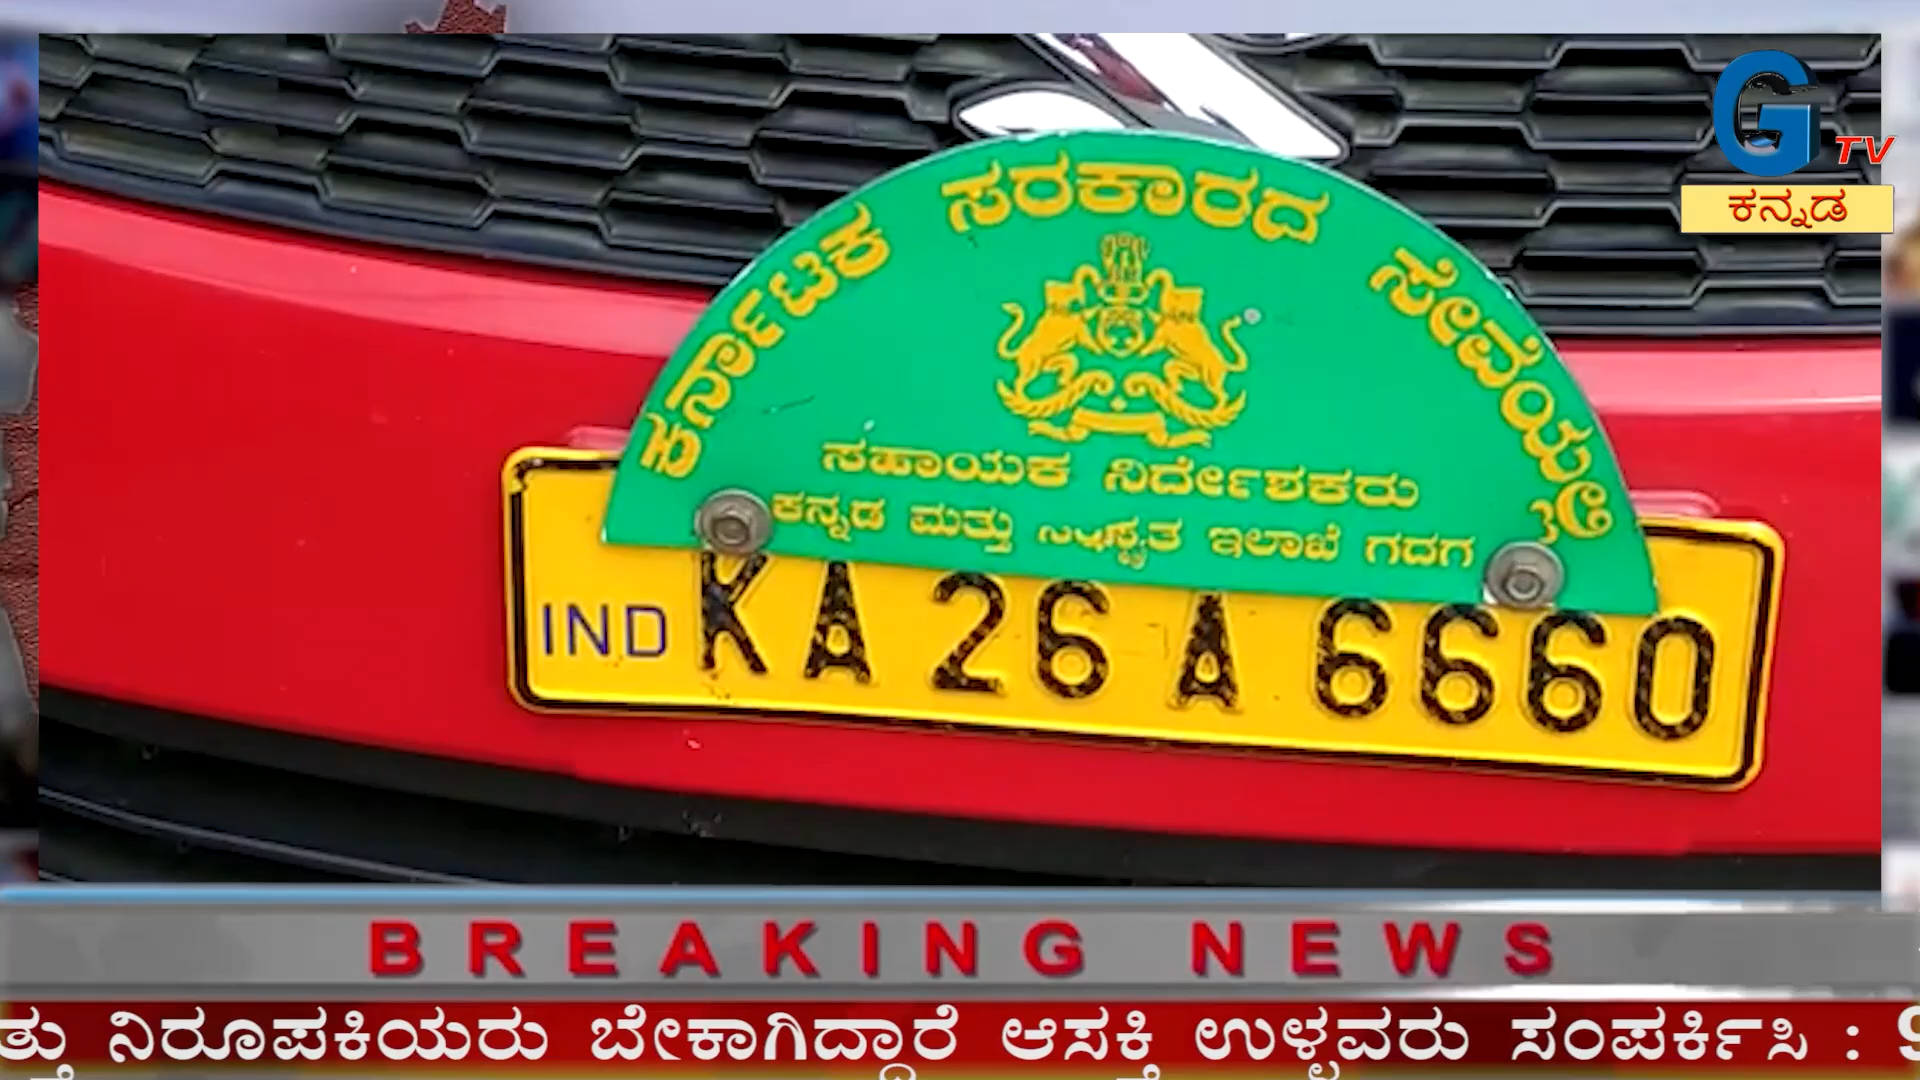 G TV
ಕನ್ನಡ
ಕರ್ನಾಟಕ ಸರಕಾರದ ಸೇವೆಯಲ್ಲಿ
ಸಹಾಯಕ ನಿರ್ದೇಶಕರು
ಕನ್ನಡ ಮತ್ತು ಇಲಾಖೆ ಗದಗ
IND KA 26 A 6660
BREAKING NEWS
ನಿರೂಪಕಿಯರು ಬೇಕಾಗಿದ್ದಾರೆ ಆಸಕ್ತಿ ಉಳ್ಳವರು ಸಂಪರ್ಕಿಸಿ : 9